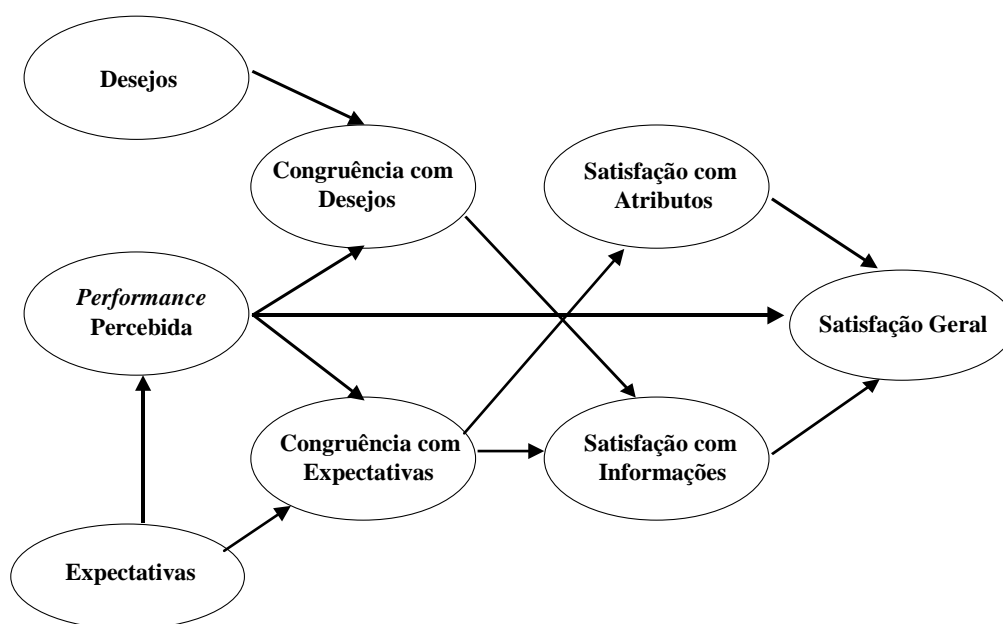 Desejos
Congruência com
Desejos
Satisfação com
Atributos
Performance
Percebida
Satisfação Geral
Congruência com
Expectativas
Satisfação com
Informações
Expectativas